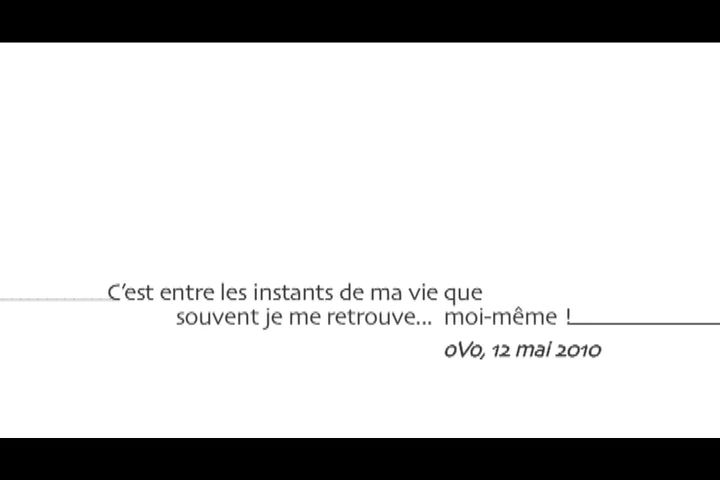 C'est entre les instants de ma vie que
souvent je me retrouve... moi-même !
oVo, 12 mai 2010